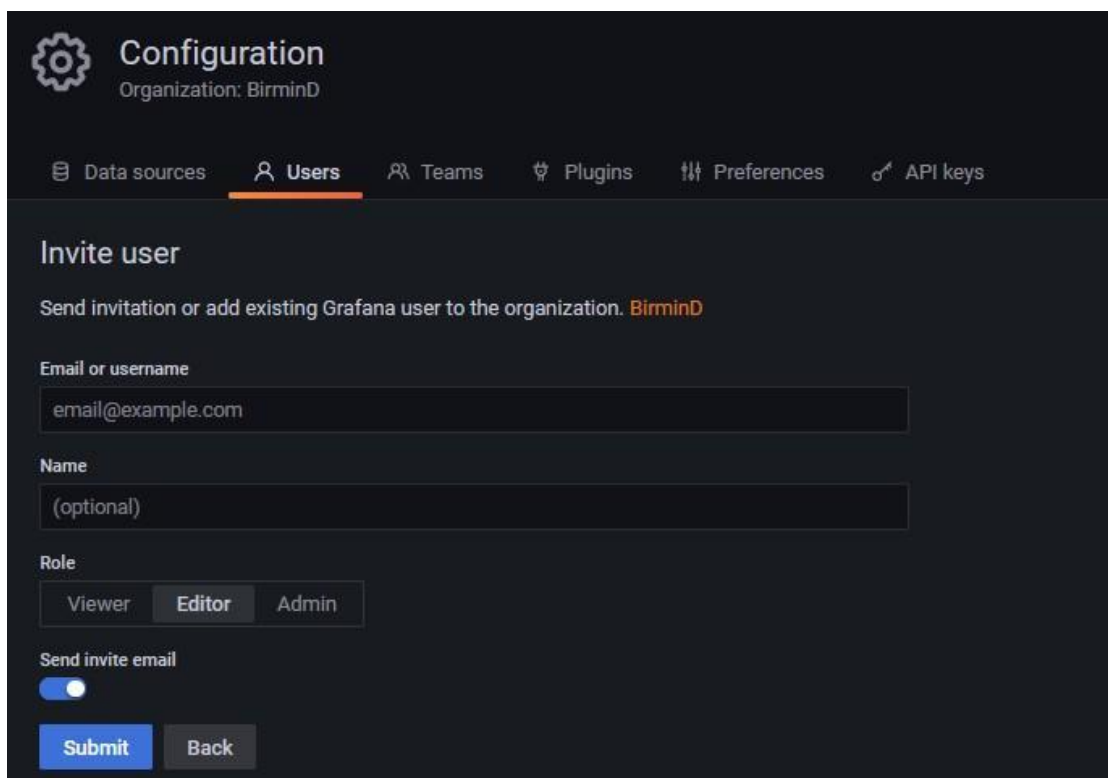 Configuration
Organization: BirminD
Data sources Users Teams Plugins Preferences API keys
Invite user
Send invitation or add existing Grafana user to the organization. BirminD
Email or username
email@example.com
Name
(optional)
Role
Viewer Editor Admin
Send invite email
Submit Back